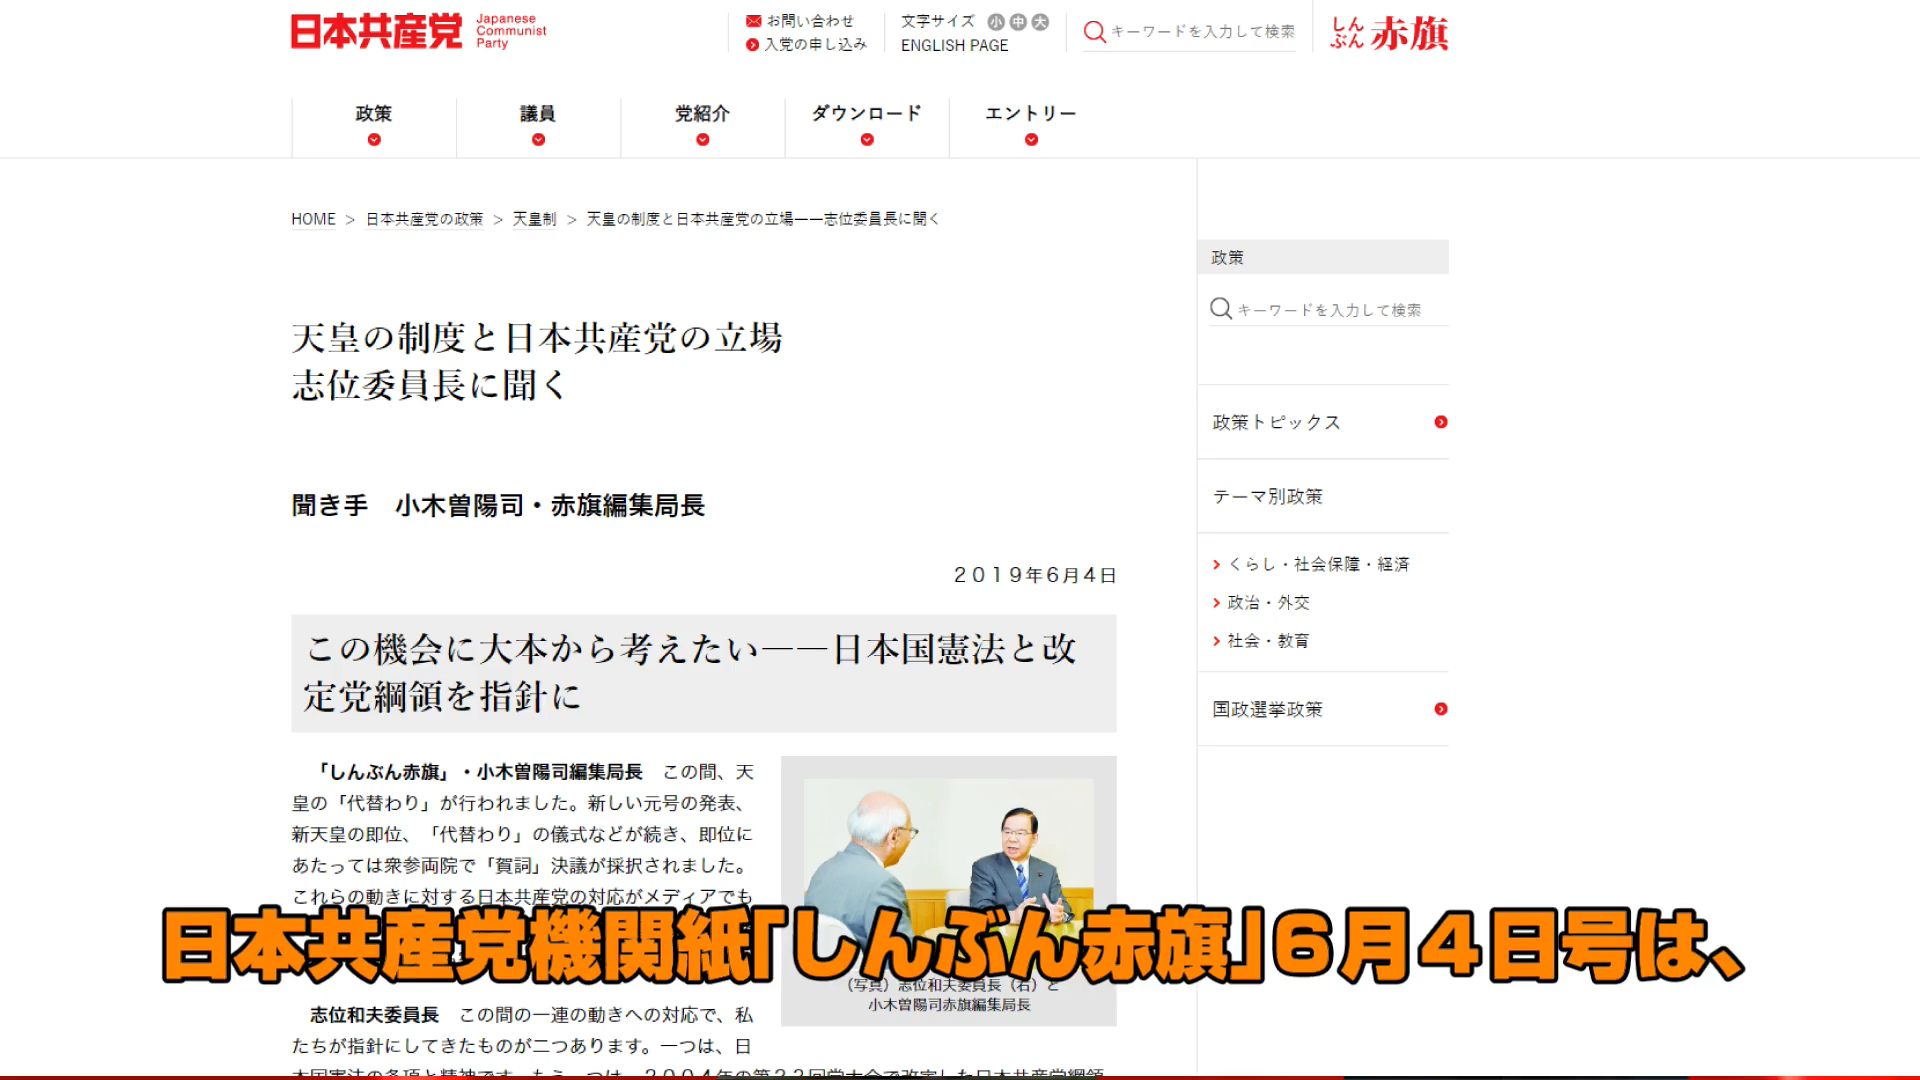 日本共産党
Japanese
Communist
Party
お問い合わせ
入党の申し込み
文字サイズ 小 中 大
ENGLISH PAGE
キーワードを入力して検索
しんぶん 赤旗
政策
議員
党紹介
ダウンロード
エントリー
HOME > 日本共産党の政策 > 天皇制 > 天皇の制度と日本共産党の立場――志位委員長に聞く
天皇の制度と日本共産党の立場
志位委員長に聞く
聞き手　小木曽陽司・赤旗編集局長
2019年6月4日
この機会に大本から考えたい――日本国憲法と改
定党綱領を指針に
「しんぶん赤旗」・小木曽陽司編集局長　この間、天
皇の「代替わり」が行われました。新しい元号の発表、
新天皇の即位、「代替わり」の儀式などが続き、即位に
あたっては衆参両院で「賀詞」決議が採択されました。
これらの動きに対する日本共産党の対応がメディアでも
(写真) 志位和夫委員長（右）と
小木曽陽司赤旗編集局長
志位和夫委員長　この間の一連の動きへの対応で、私
たちが指針にしてきたものが二つあります。一つは、日
本国憲法の条項と精神です。もう一つは、2004年の第23回党大会で改定した日本共産党綱領
政策
キーワードを入力して検索
政策トピックス
テーマ別政策
くらし・社会保障・経済
政治・外交
社会・教育
国政選挙政策
日本共産党機関紙「しんぶん赤旗」6月4日号は、